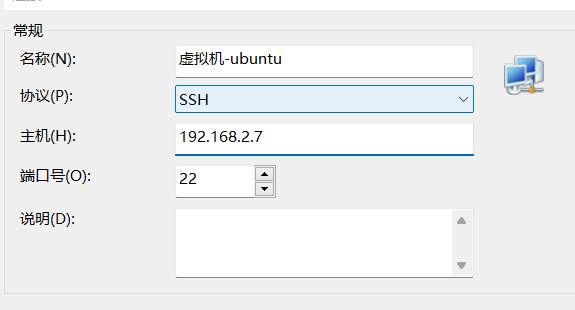 常规
名称(N): 虚拟机-ubuntu
协议(P): SSH
主机(H): 192.168.2.7
端口号(O): 22
说明(D):